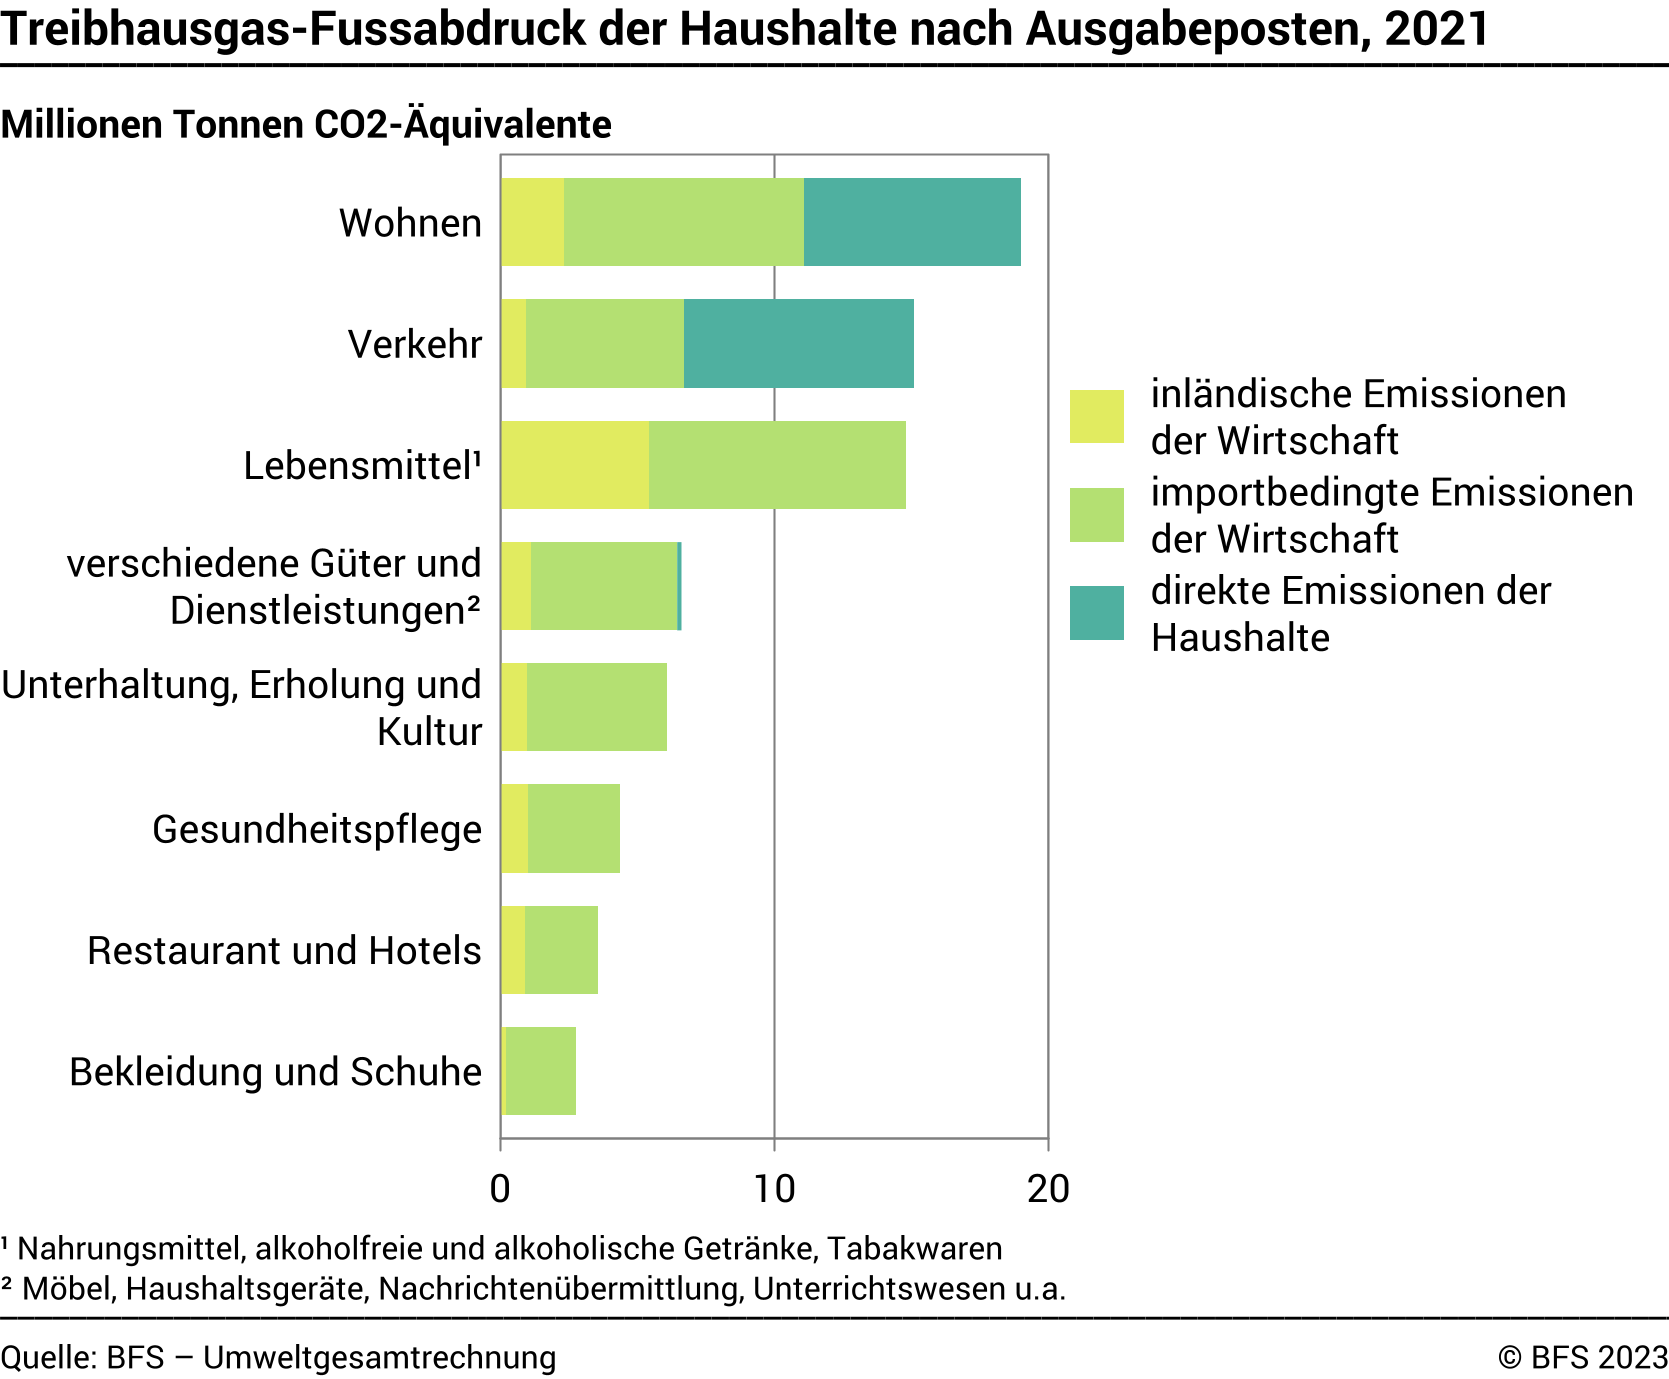 Treibhausgas-Fussabdruck der Haushalte nach Ausgabeposten, 2021
Millionen Tonnen CO2-Äquivalente
Wohnen
Verkehr
Lebensmittel¹
verschiedene Güter und
Dienstleistungen²
Unterhaltung, Erholung und
Kultur
Gesundheitspflege
Restaurant und Hotels
Bekleidung und Schuhe
0 10 20
inländische Emissionen
der Wirtschaft
importbedingte Emissionen
der Wirtschaft
direkte Emissionen der
Haushalte
¹ Nahrungsmittel, alkoholfreie und alkoholische Getränke, Tabakwaren
² Möbel, Haushaltsgeräte, Nachrichtenübermittlung, Unterrichtswesen u.a.
Quelle: BFS – Umweltgesamtrechnung
© BFS 2023